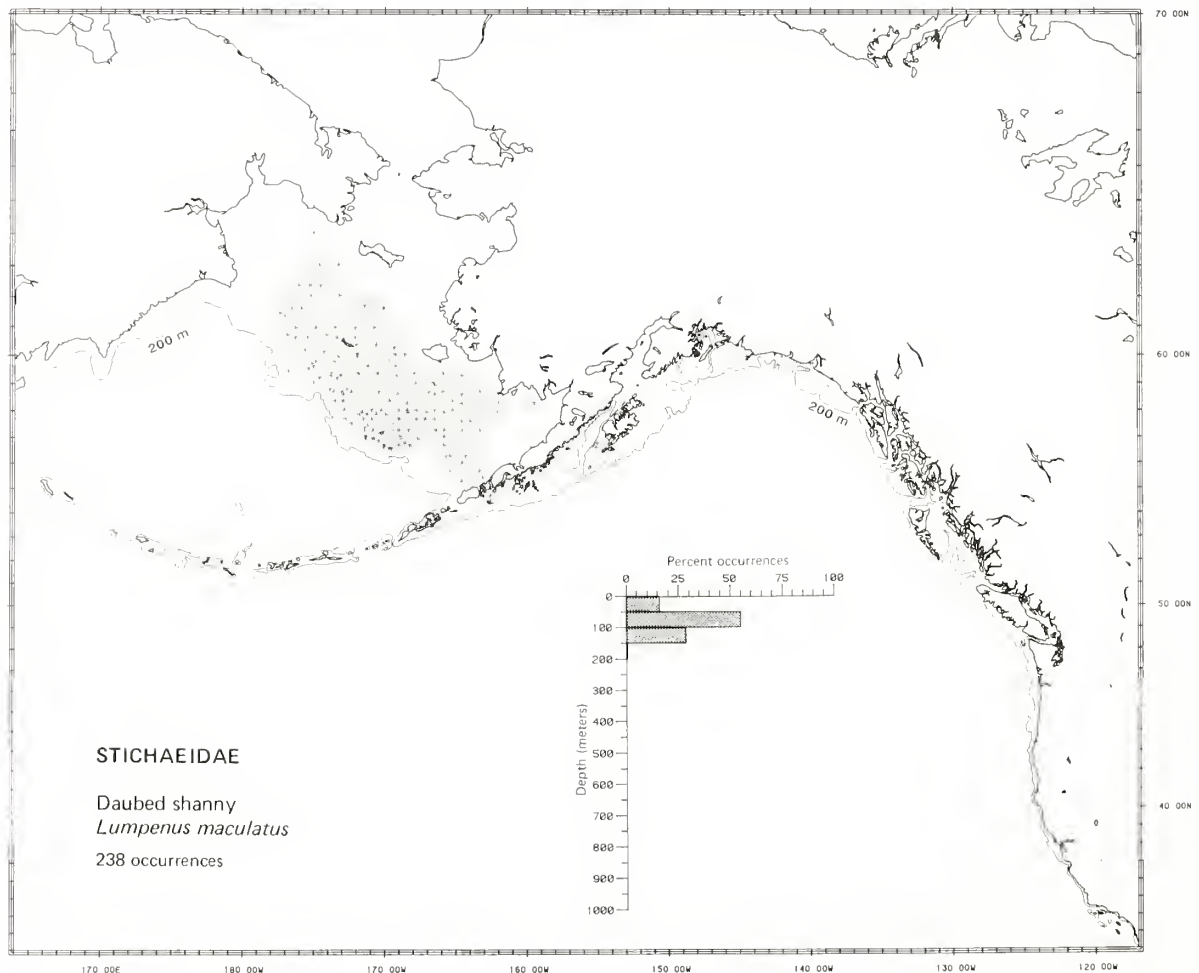 70 00N
200 m
60 00N
200 m
Percent occurrences
0 25 50 75 100
0
100
200
300
400
500
600
700
800
900
1000
Depth (meters)
50 00N
40 00N
STICHAEIDAE
Daubed shanny
Lumpenus maculatus
238 occurrences
170 00E 180 00W 170 00W 160 00W 150 00W 140 00W 130 00W 120 00W